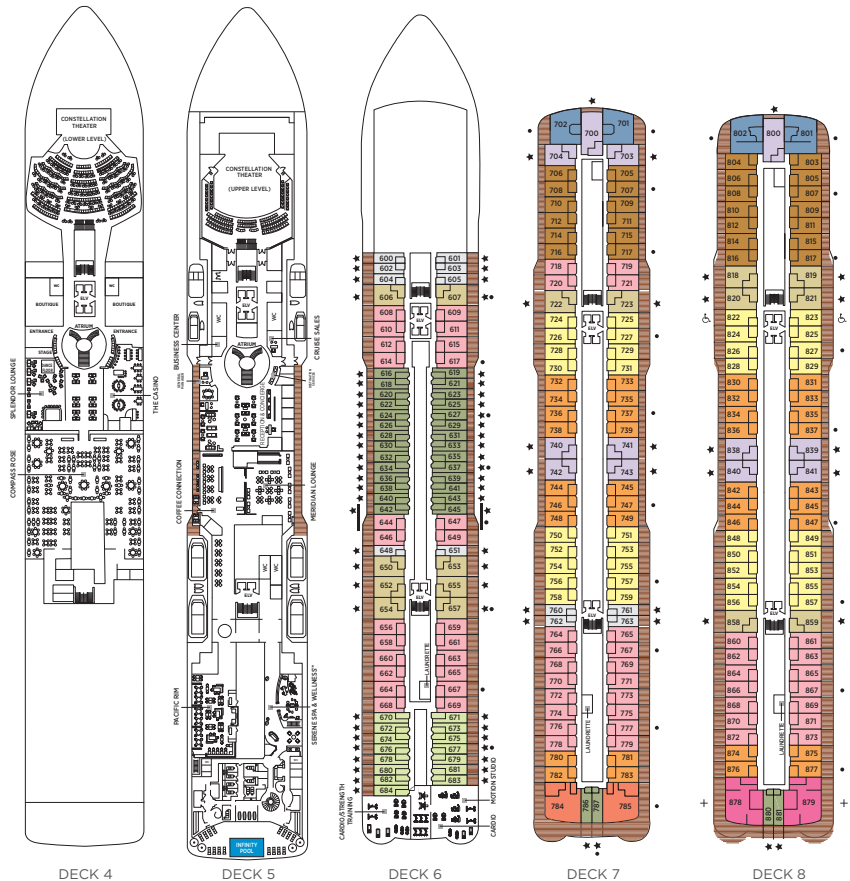 CONSTELLATION
THEATER
(LOWER LEVEL)
WC
WC
BOUTIQUE
ELV
BOUTIQUE
ENTRANCE
ATRIUM
ENTRANCE
STAGE
DANCE
FLOOR
SPLENDOR LOUNGE
THE CASINO
COMPASS ROSE
DECK 4
CONSTELLATION
THEATER
(UPPER LEVEL)
ELV
WC
WC
BUSINESS CENTER
CRUISE SALES
ATRIUM
RECEPTION & CONCIERGE
COFFEE CONNECTION
MERIDIAN LOUNGE
WC
WC
ELV
PACIFIC RIM
SERENE SPA & WELLNESS™
INFINITY
POOL
DECK 5
600 601
602 603
604 605
606 607
ELV
608 609
610 611
612 615
614 617
616 619
618 621
620 623
622 625
624 627
626 629
628 631
630 633
632 635
634 637
636 639
638 641
640 643
642 645
644 647
646 649
648 651
650 653
652 655
ELV
654 657
656 659
658 661
660 663
662 665
664 667
668 669
LAUNDRETTE
670 671
672 673
674 675
676 677
678 679
680 681
682 683
684
CARDIO/STRENGTH
TRAINING
MOTION STUDIO
CARDIO
DECK 6
702 700 701
704 703
706 705
708 707
710 709
712 711
714 715
716 717
718 719
720 721
722 723
724 725
ELV
726 727
728 729
730 731
732 733
734 735
736 737
738 739
740 741
742 743
744 745
746 747
748 749
750 751
752 753
754 755
756 757
758 759
760 761
ELV
762 763
764 765
766 767
768 769
770 771
772 773
774 775
776 777
778 779
LAUNDRETTE
780 781
782 783
784 786 787 785
DECK 7
802 800 801
804 803
806 805
808 807
810 809
812 811
814 815
816 817
818 819
820 821
822 823
ELV
824 825
826 827
828 829
830 831
832 833
834 835
836 837
838 839
840 841
842 843
844 845
846 847
848 849
850 851
852 853
854 855
856 857
ELV
858 859
860 861
862 863
864 865
866 867
868 869
870 871
872 873
LAUNDRETTE
874 875
876 877
878 880 881 879
DECK 8